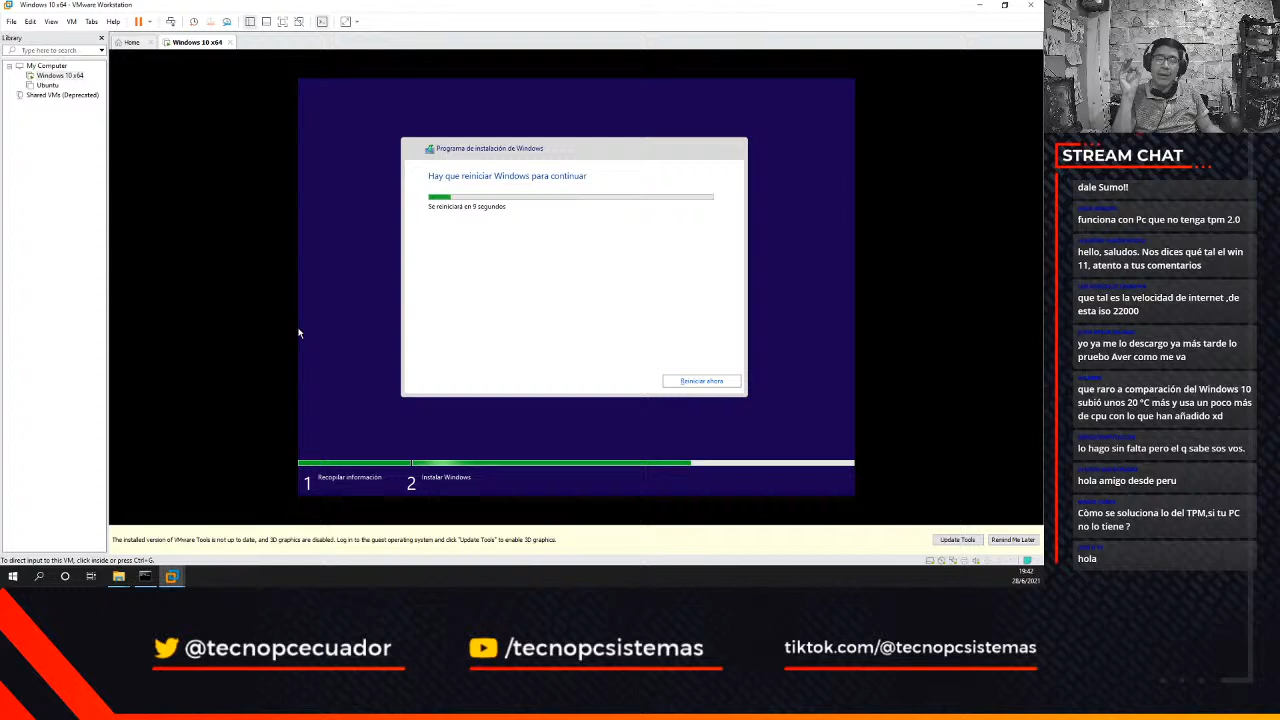 Windows 10 x64 - VMware Workstation
File Edit View VM Tabs Help
Library
Type here to search
Home
Windows 10 x64
My Computer
Windows 10 x64
Ubuntu
Shared VMs (Deprecated)
Programa de instalación de Windows
Hay que reiniciar Windows para continuar
Se reiniciará en 9 segundos
Reiniciar ahora
1 Recopilar información
2 Instalar Windows
The installed version of VMware Tools is not up to date, and 3D graphics are disabled. Log in to the guest operating system and click "Update Tools" to enable 3D graphics.
Update Tools
Remind Me Later
To direct input to this VM, click inside or press Ctrl+G.
19:42
28/6/2021
STREAM CHAT
dale Sumo!!
funciona con Pc que no tenga tpm 2.0
hello, saludos. Nos dices qué tal el win
11, atento a tus comentarios
que tal es la velocidad de internet ,de
esta iso 22000
yo ya me lo descargo ya más tarde lo
pruebo Aver como me va
que raro a comparación del Windows 10
subió unos 20 °C más y usa un poco más
de cpu con lo que han añadido xd
lo hago sin falta pero el q sabe sos vos.
hola amigo desde peru
Còmo se soluciona lo del TPM,si tu PC
no lo tiene ?
hola
@tecnopcecuador
/tecnopcsistemas
tiktok.com/@tecnopcsistemas